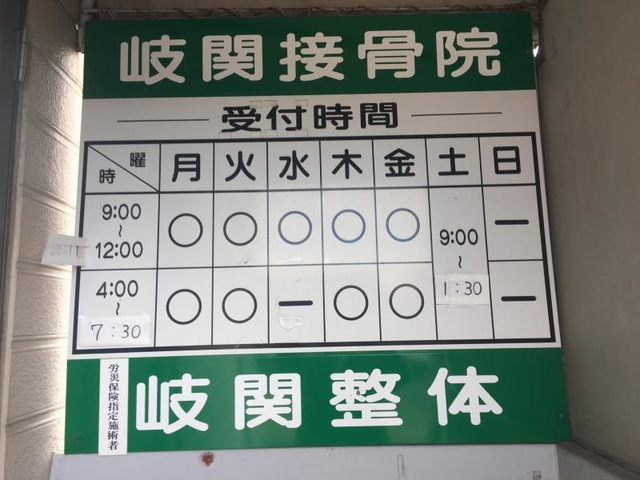 岐関接骨院
受付時間
曜 時 月 火 水 木 金 土 日
9:00～12:00 ○ ○ ○ ○ ○ 9:00～1:30 ー
4:00～7:30 ○ ○ ー ○ ○ ー
労災保険指定施術者
岐関整体